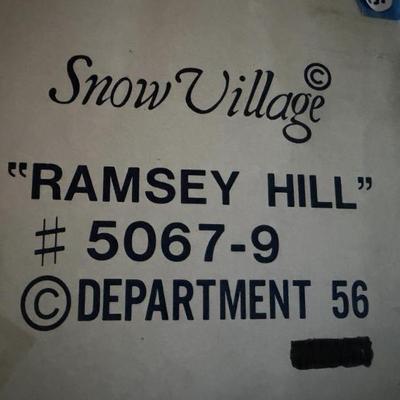 Snow Village©
"RAMSEY HILL"
# 5067-9
© DEPARTMENT 56